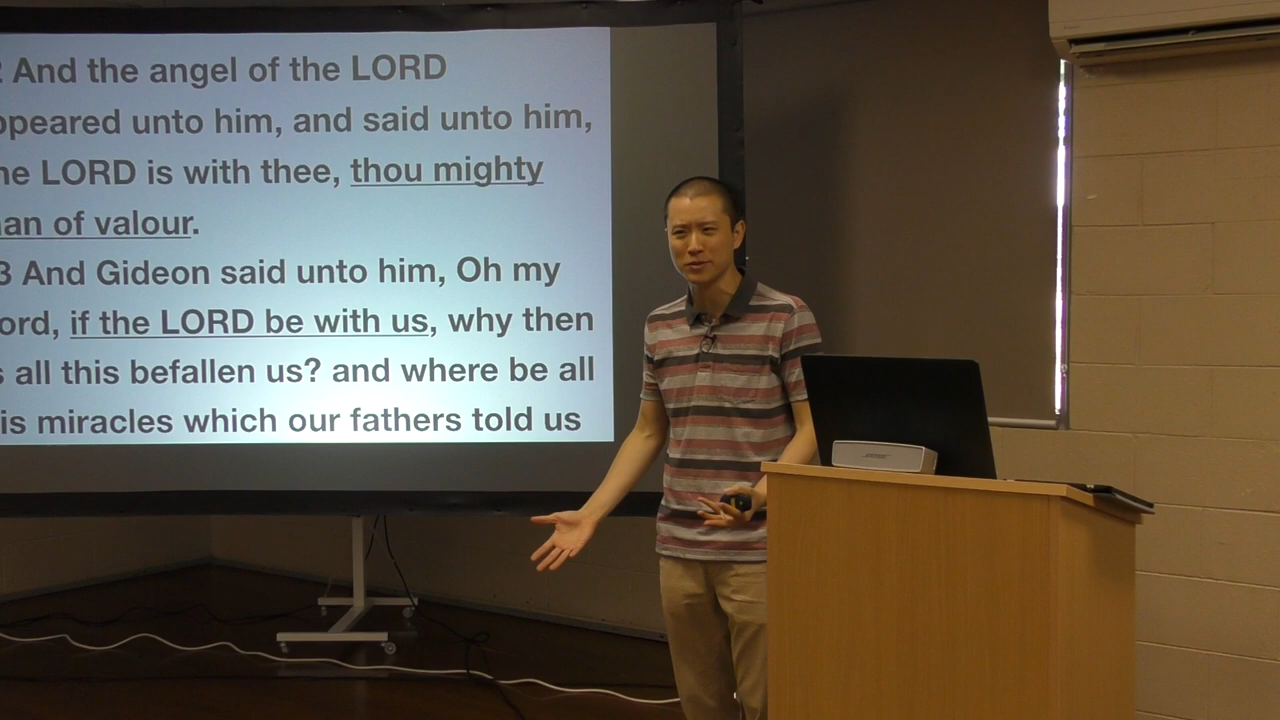 2 And the angel of the LORD
ppeared unto him, and said unto him,
he LORD is with thee, thou mighty
an of valour.
3 And Gideon said unto him, Oh my
ord, if the LORD be with us, why then
s all this befallen us? and where be all
is miracles which our fathers told us
BOSE